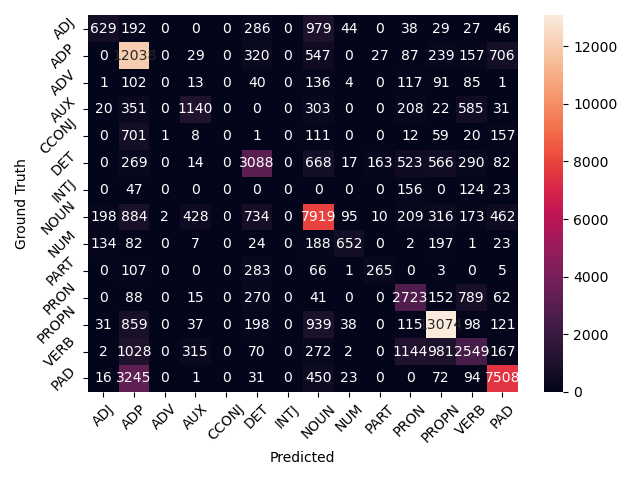 Ground Truth
ADJ 629 192 0 0 0 286 0 979 44 0 38 29 27 46
ADP 0 12038 0 29 0 320 0 547 0 27 87 239 157 706
ADV 1 102 0 13 0 40 0 136 4 0 117 91 85 1
AUX 20 351 0 1140 0 0 0 303 0 0 208 22 585 31
CCONJ 0 701 1 8 0 1 0 111 0 0 12 59 20 157
DET 0 269 0 14 0 3088 0 668 17 163 523 566 290 82
INTJ 0 47 0 0 0 0 0 0 0 0 156 0 124 23
NOUN 198 884 2 428 0 734 0 7919 95 10 209 316 173 462
NUM 134 82 0 7 0 24 0 188 652 0 2 197 1 23
PART 0 107 0 0 0 283 0 66 1 265 0 3 0 5
PRON 0 88 0 15 0 270 0 41 0 0 2723 152 789 62
PROPN 31 859 0 37 0 198 0 939 38 0 115 13074 98 121
VERB 2 1028 0 315 0 70 0 272 2 0 1144 981 2549 167
PAD 16 3245 0 1 0 31 0 450 23 0 0 72 94 7508
ADJ ADP ADV AUX CCONJ DET INTJ NOUN NUM PART PRON PROPN VERB PAD
Predicted
12000
10000
8000
6000
4000
2000
0